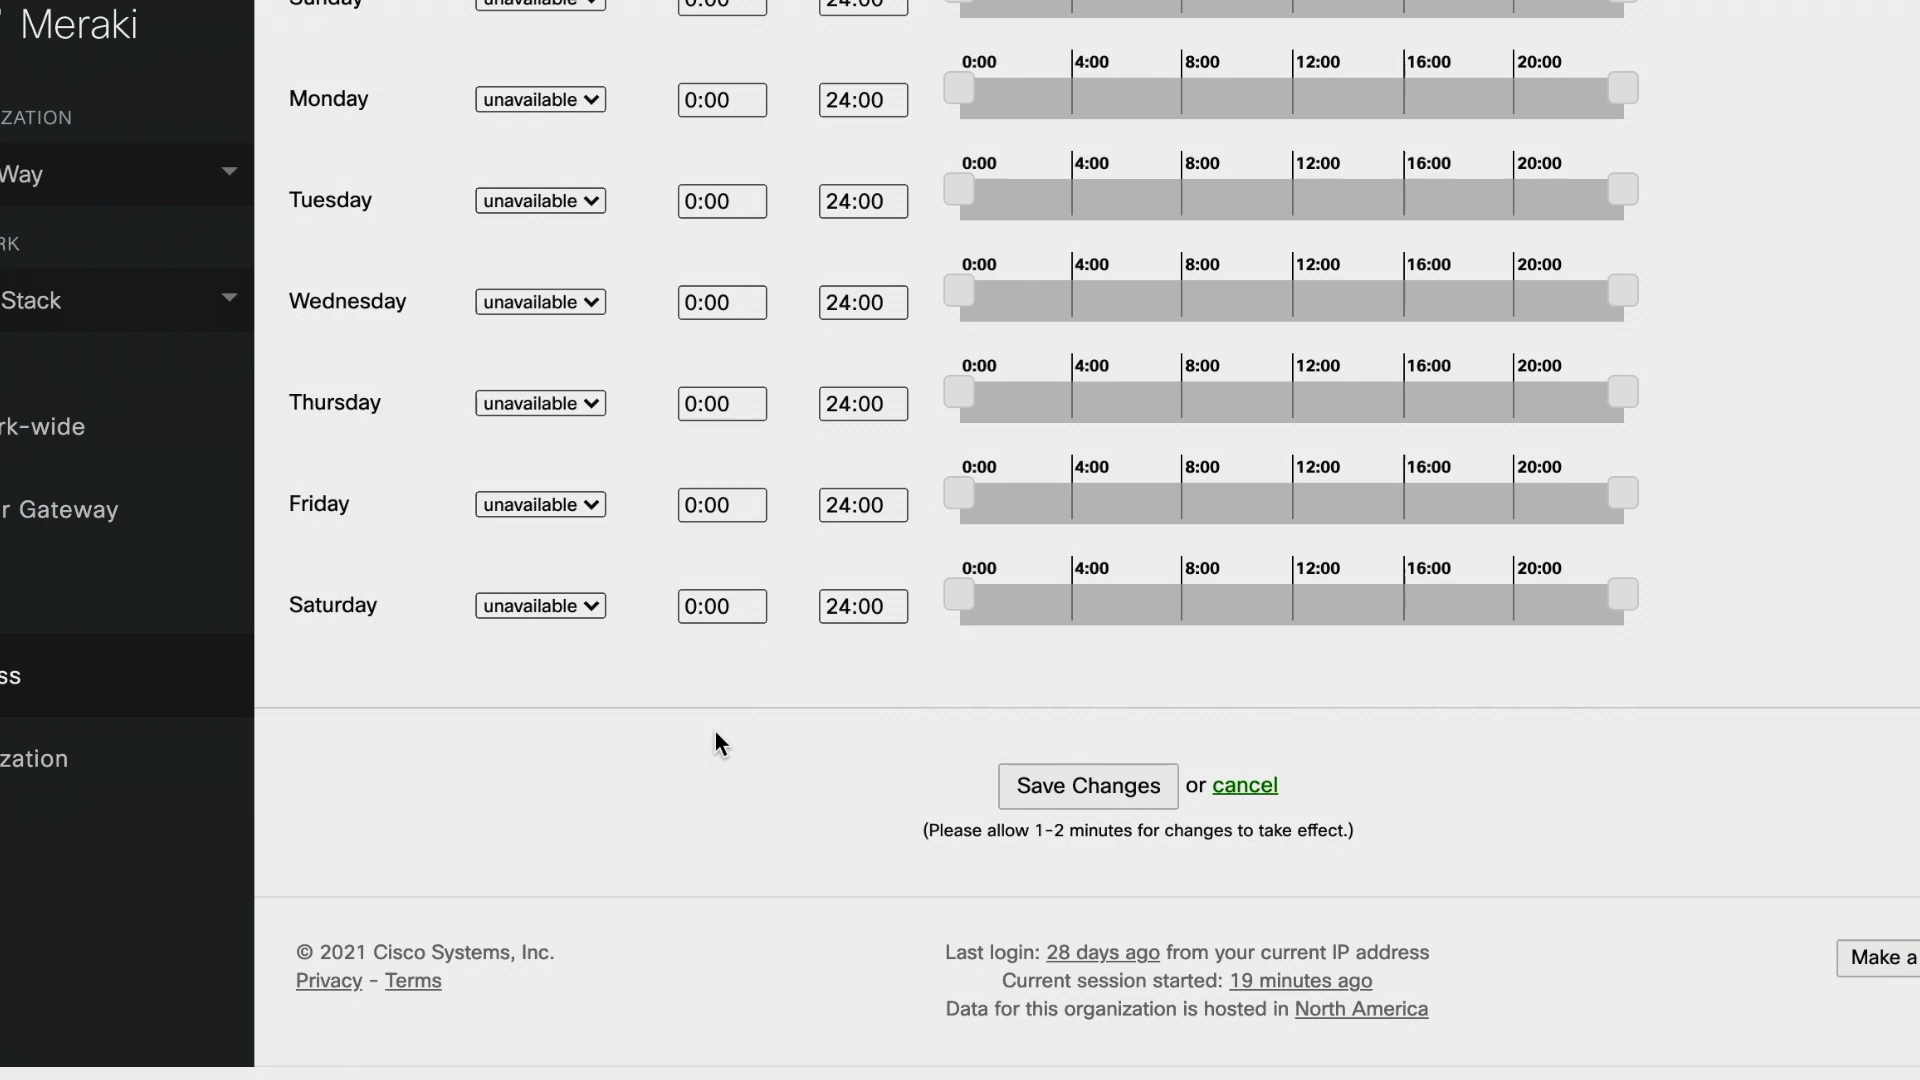 Meraki
Sunday unavailable 0:00 24:00
0:00 4:00 8:00 12:00 16:00 20:00
Monday unavailable 0:00 24:00
ZATION
0:00 4:00 8:00 12:00 16:00 20:00
Way
Tuesday unavailable 0:00 24:00
RK
0:00 4:00 8:00 12:00 16:00 20:00
Stack
Wednesday unavailable 0:00 24:00
0:00 4:00 8:00 12:00 16:00 20:00
Thursday unavailable 0:00 24:00
rk-wide
0:00 4:00 8:00 12:00 16:00 20:00
r Gateway
Friday unavailable 0:00 24:00
0:00 4:00 8:00 12:00 16:00 20:00
Saturday unavailable 0:00 24:00
ss
zation
Save Changes or cancel
(Please allow 1-2 minutes for changes to take effect.)
© 2021 Cisco Systems, Inc.
Privacy - Terms
Last login: 28 days ago from your current IP address
Current session started: 19 minutes ago
Data for this organization is hosted in North America
Make a